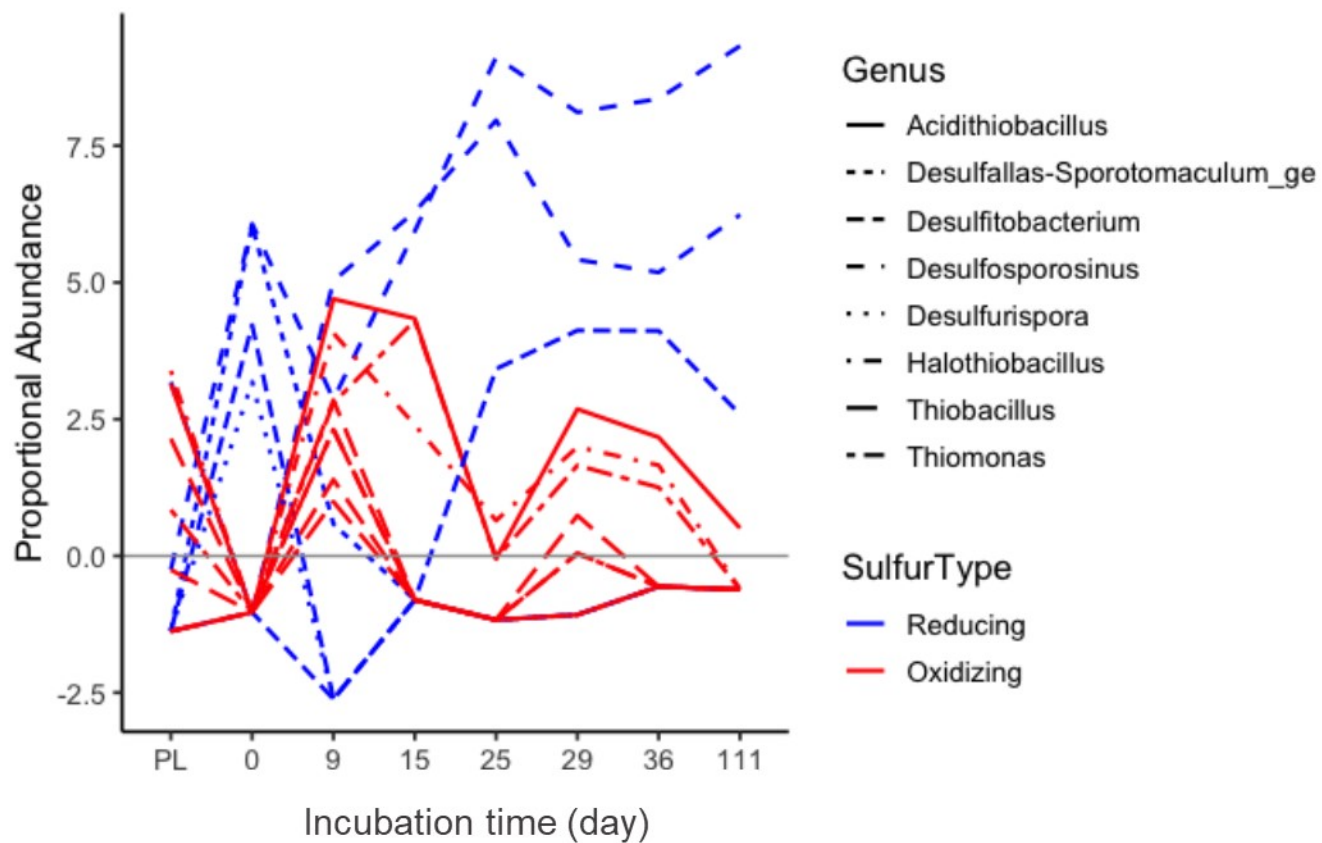 Proportional Abundance
7.5
5.0
2.5
0.0
-2.5
PL 0 9 15 25 29 36 111
Incubation time (day)
Genus
Acidithiobacillus
Desulfallas-Sporotomaculum_ge
Desulfitobacterium
Desulfosporosinus
Desulfurispora
Halothiobacillus
Thiobacillus
Thiomonas
SulfurType
Reducing
Oxidizing